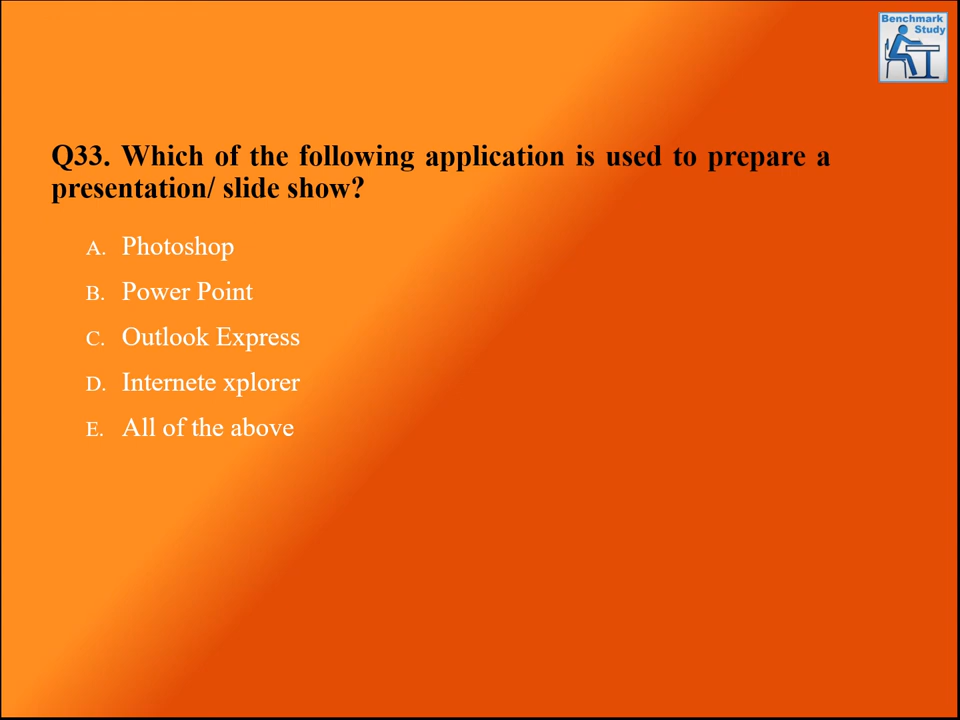 Benchmark
Study
Q33. Which of the following application is used to prepare a
presentation/ slide show?
A. Photoshop
B. Power Point
C. Outlook Express
D. Internete xplorer
E. All of the above